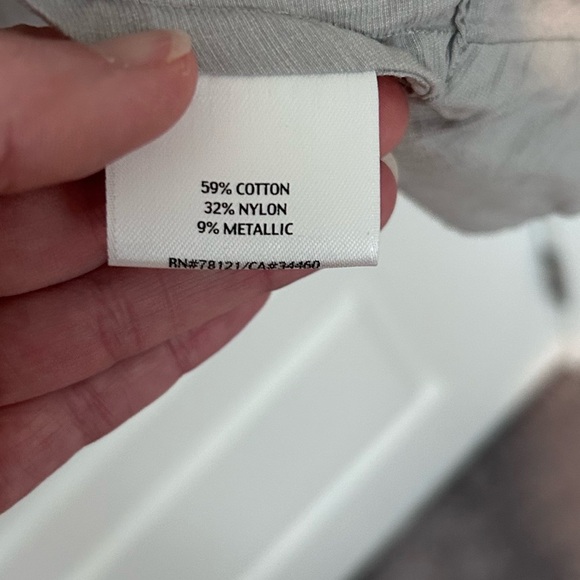 59% COTTON
32% NYLON
9% METALLIC
RN#78121/CA#34460